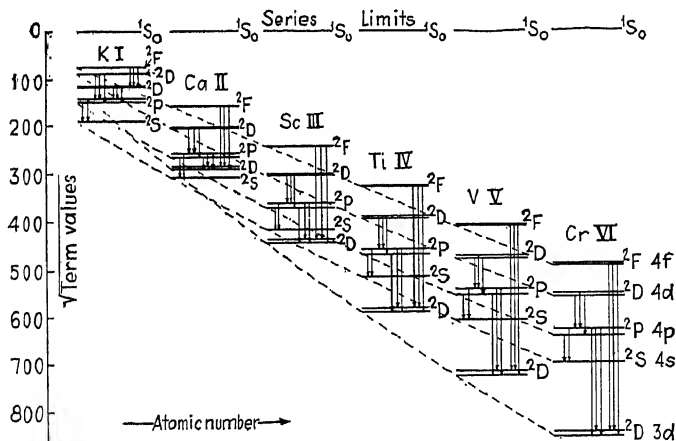 Series Limits
0 ¹S₀ ¹S₀ ¹S₀ ¹S₀ ¹S₀ ¹S₀
100
200
300
400
500
600
700
800
√Term values
K I
²F
²D
²D
²P
²S
Ca II
²F
²D
²P
²D
²S
Sc III
²F
²D
²P
²S
²D
Ti IV
²F
²D
²P
²S
²D
V V
²F
²D
²P
²S
²D
Cr VI
²F 4f
²D 4d
²P 4p
²S 4s
²D 3d
Atomic number